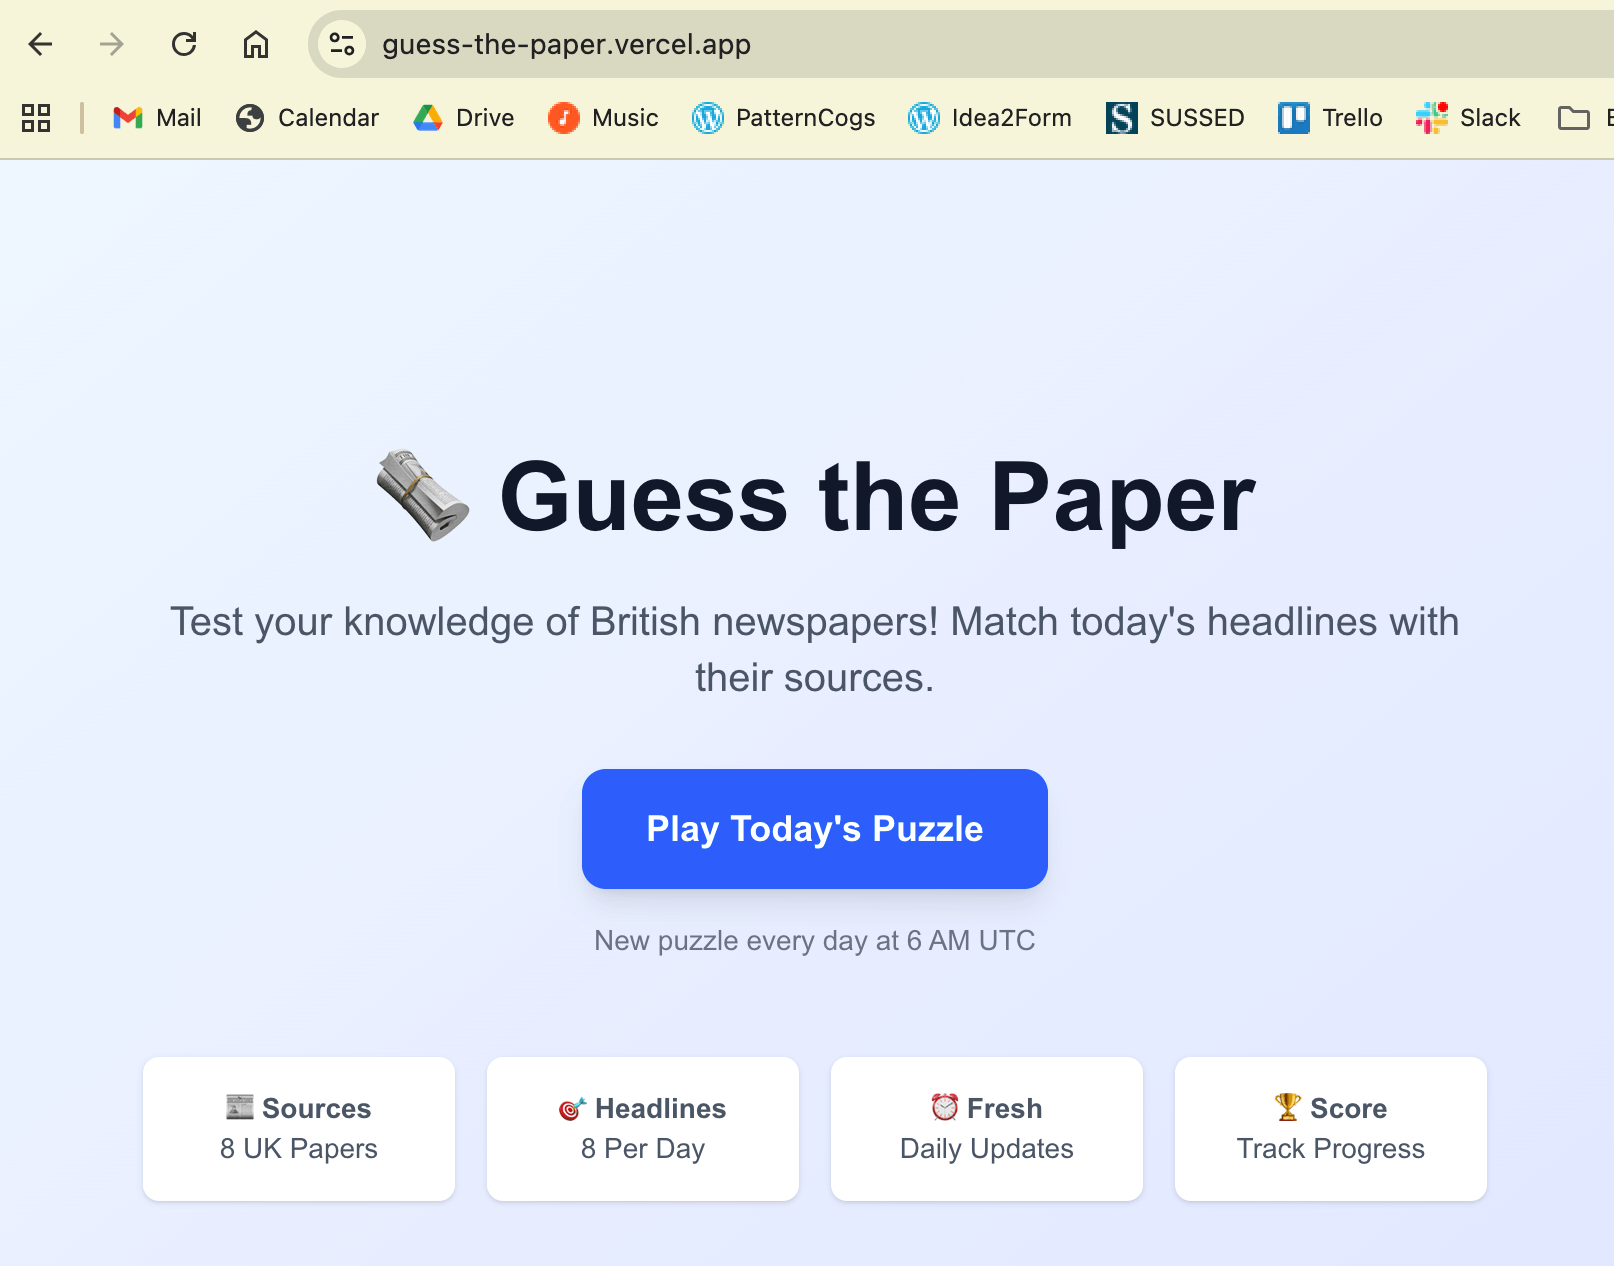 guess-the-paper.vercel.app
Mail Calendar Drive Music PatternCogs Idea2Form SUSSED Trello Slack
Guess the Paper
Test your knowledge of British newspapers! Match today's headlines with
their sources.
Play Today's Puzzle
New puzzle every day at 6 AM UTC
Sources
8 UK Papers
Headlines
8 Per Day
Fresh
Daily Updates
Score
Track Progress